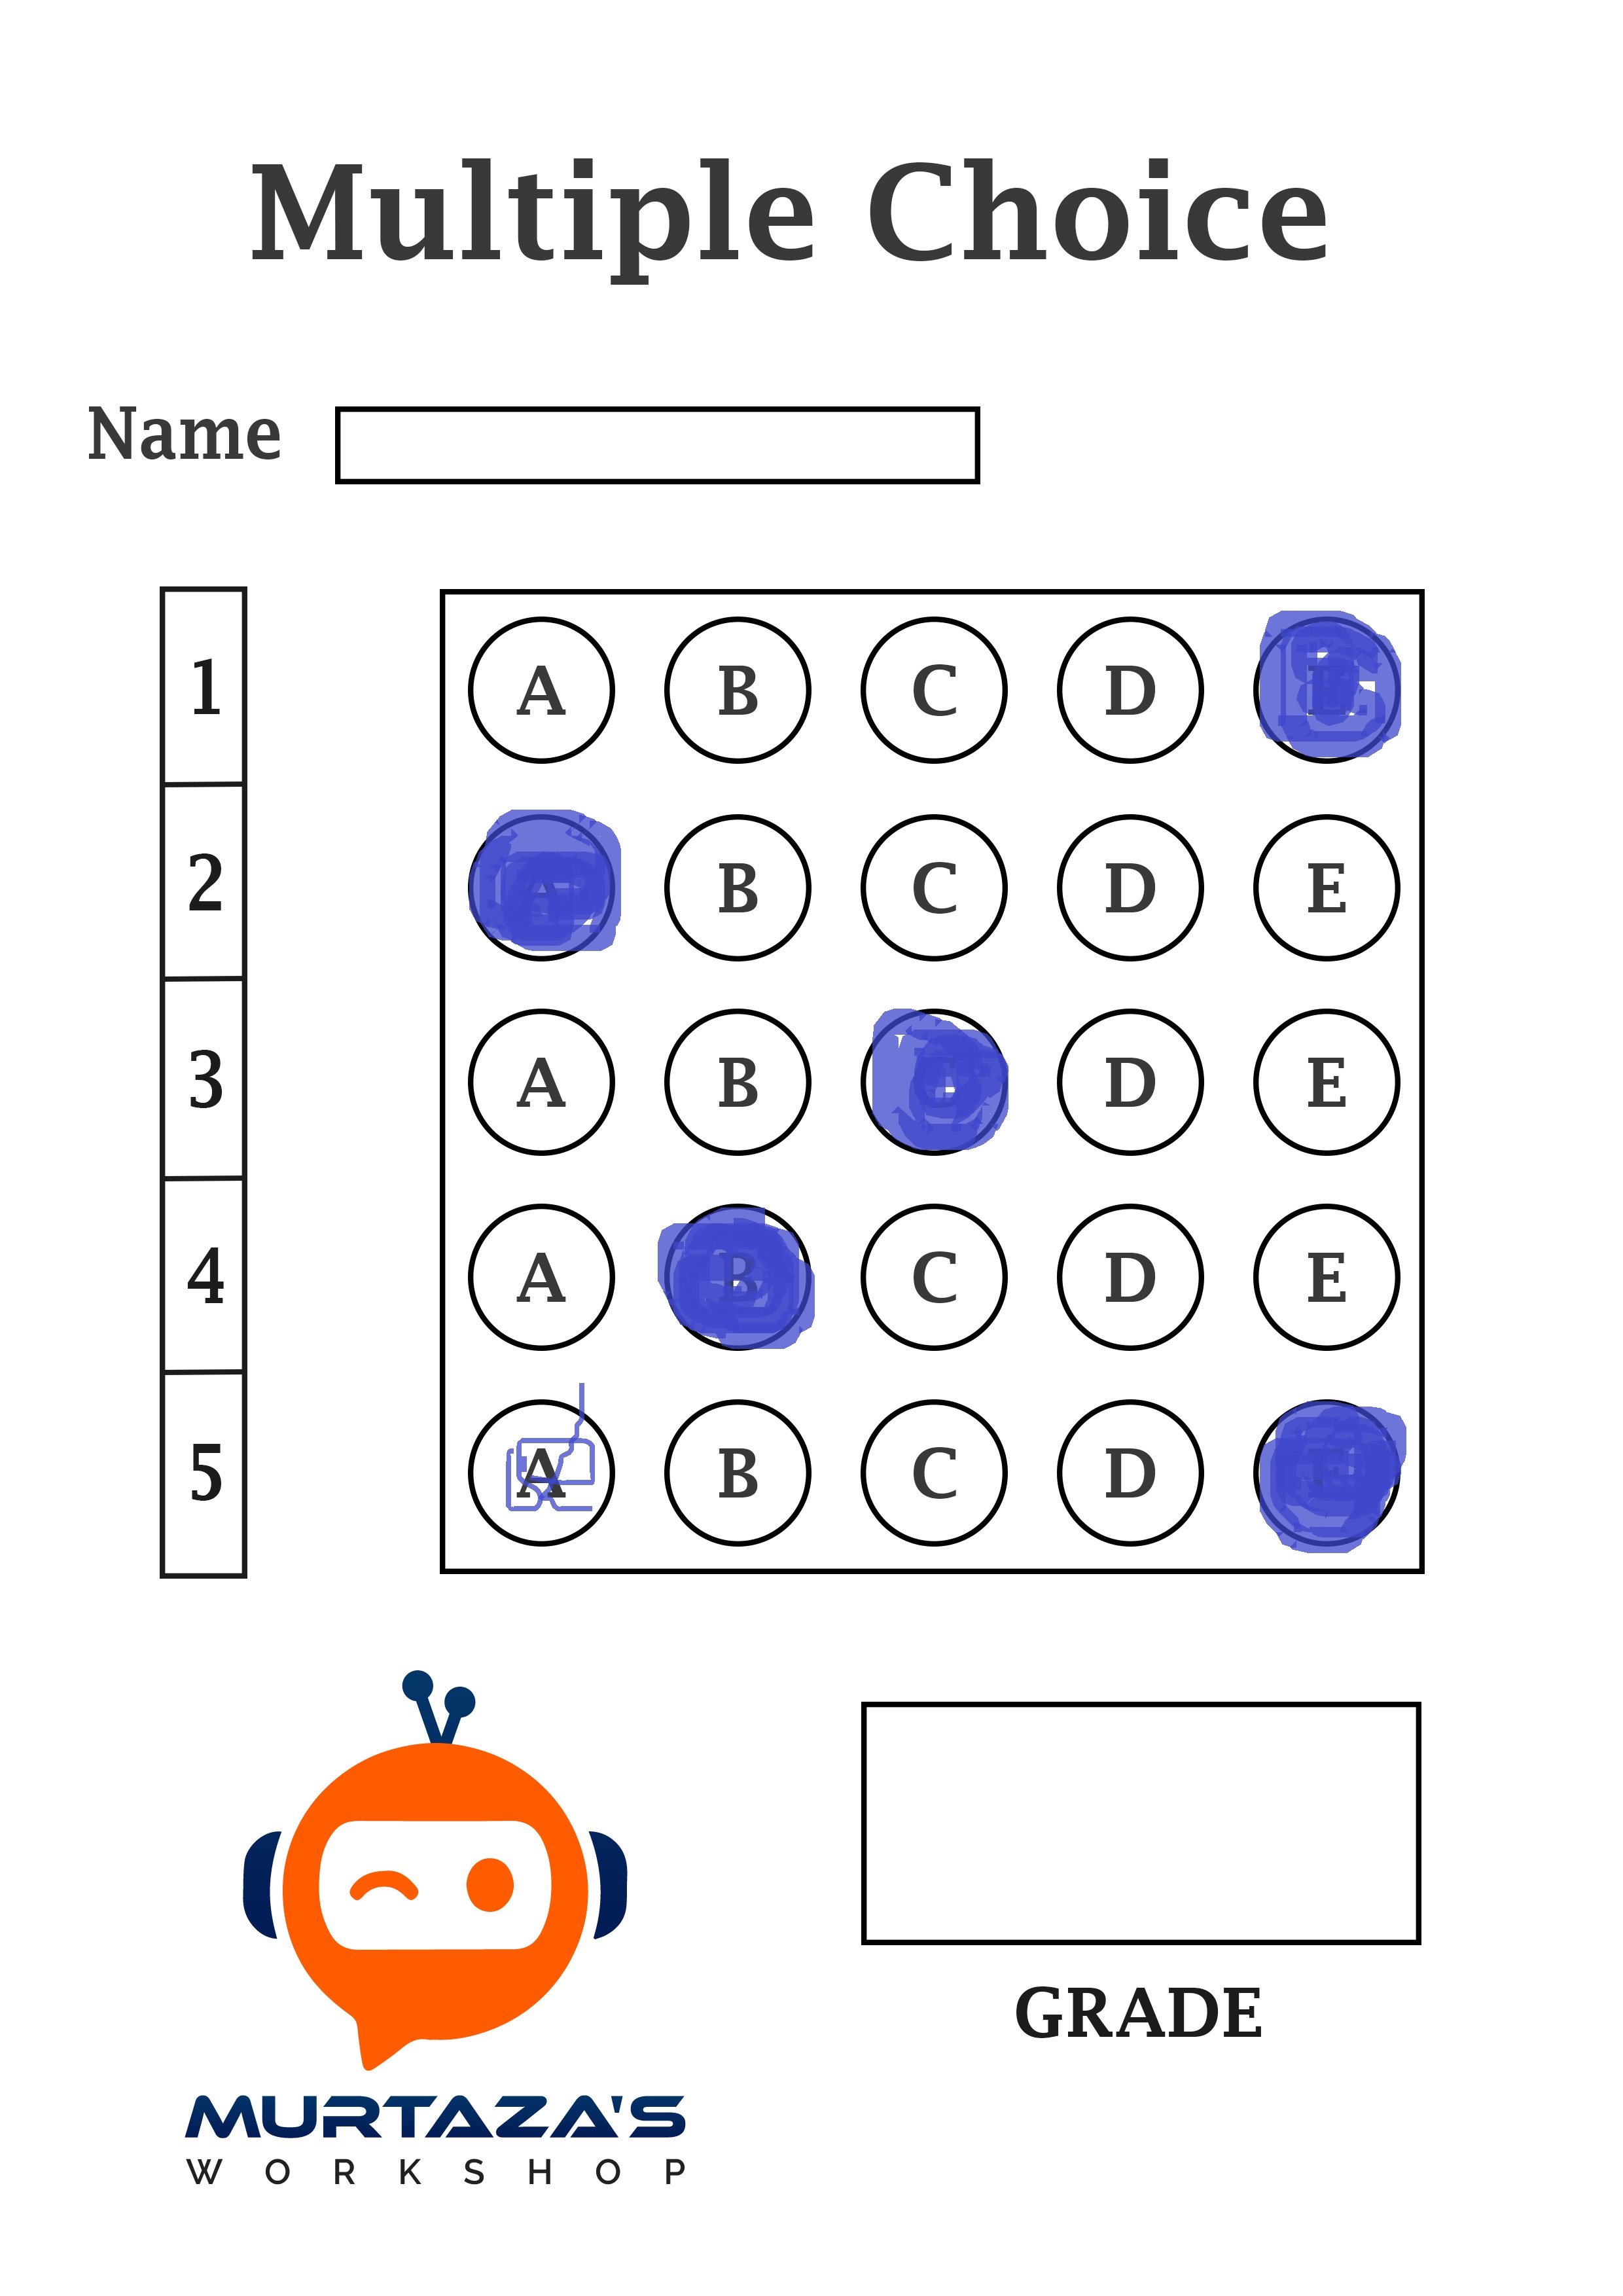 Multiple Choice
Name
1 A B C D E
2 A B C D E
3 A B C D E
4 A B C D E
5 A B C D E
GRADE
MURTAZA'S
WORKSHOP